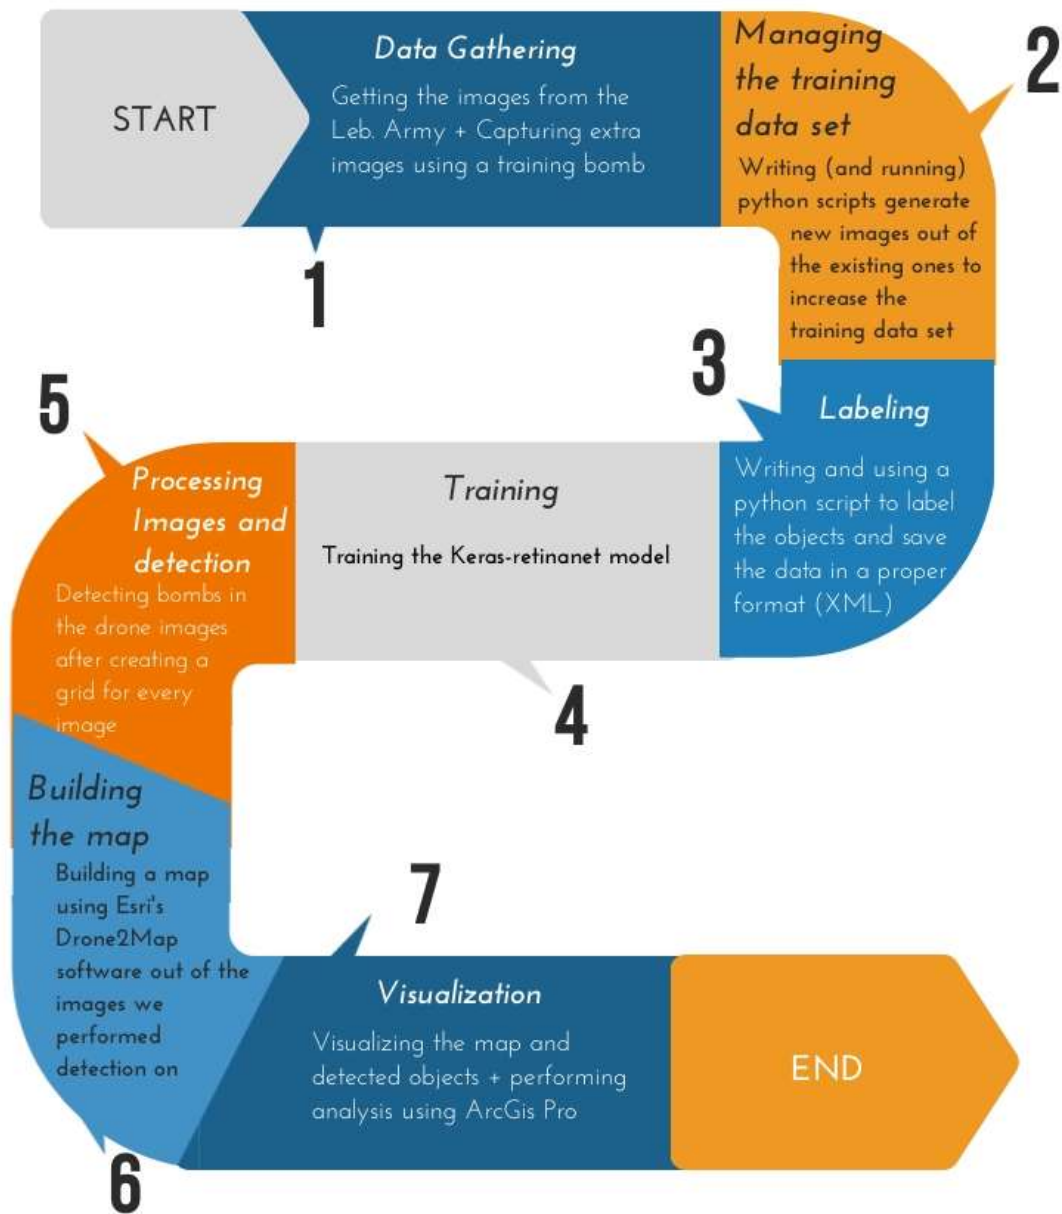 START
Data Gathering
Getting the images from the
Leb. Army + Capturing extra
images using a training bomb
1
Managing
the training
data set
Writing (and running)
python scripts generate
new images out of
the existing ones to
increase the
training data set
2
3
Labeling
Writing and using a
python script to label
the objects and save
the data in a proper
format (XML)
Training
Training the Keras-retinanet model
4
5
Processing
Images and
detection
Detecting bombs in
the drone images
after creating a
grid for every
image
Building
the map
Building a map
using Esri's
Drone2Map
software out of the
images we
performed
detection on
6
7
Visualization
Visualizing the map and
detected objects + performing
analysis using ArcGis Pro
END